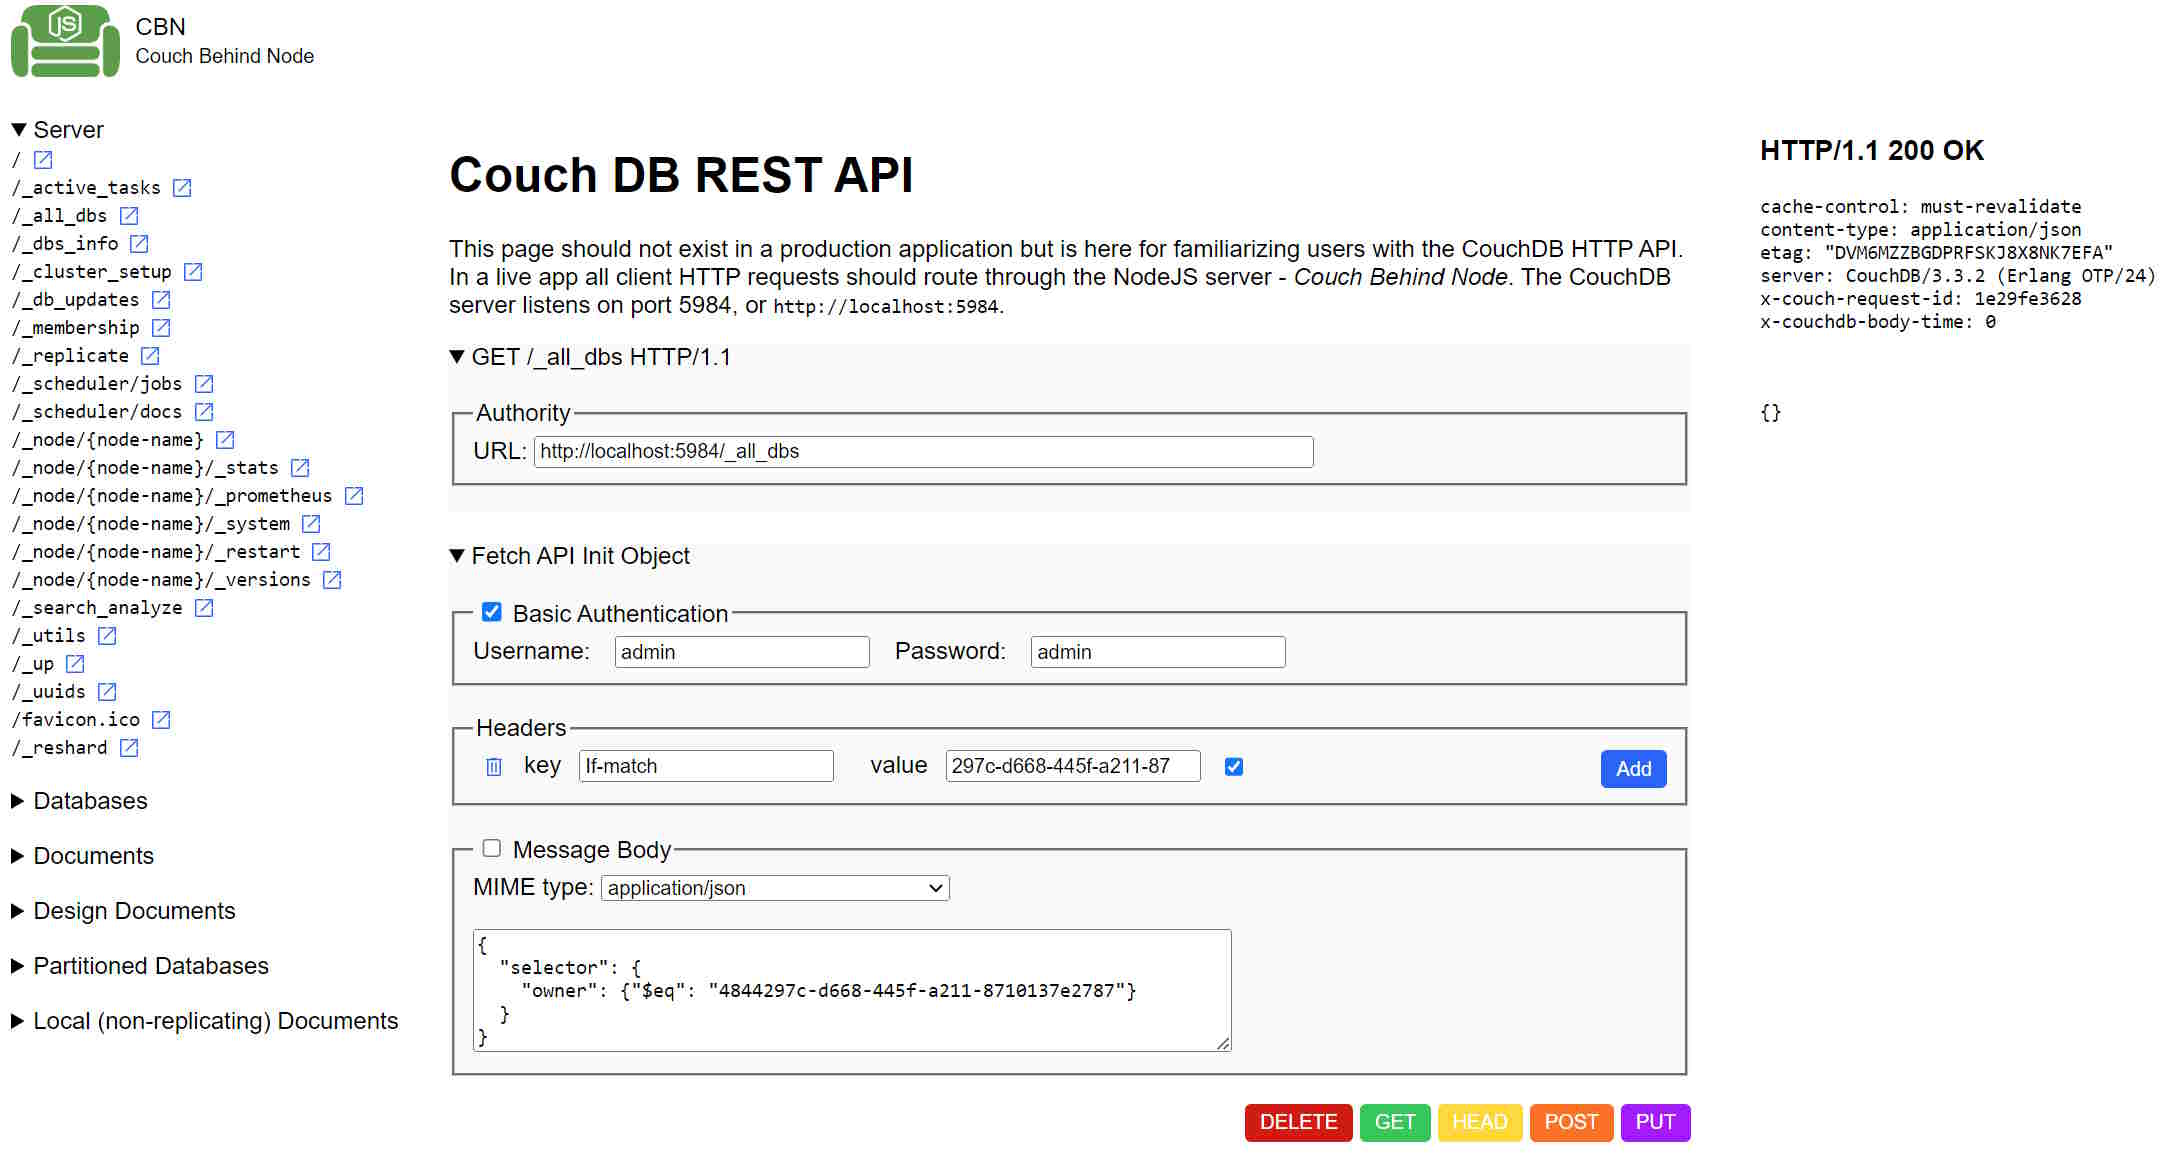 JS
CBN
Couch Behind Node
▼ Server
/
/_active_tasks
/_all_dbs
/_dbs_info
/_cluster_setup
/_db_updates
/_membership
/_replicate
/_scheduler/jobs
/_scheduler/docs
/_node/{node-name}
/_node/{node-name}/_stats
/_node/{node-name}/_prometheus
/_node/{node-name}/_system
/_node/{node-name}/_restart
/_node/{node-name}/_versions
/_search_analyze
/_utils
/_up
/_uuids
/favicon.ico
/_reshard
▶ Databases
▶ Documents
▶ Design Documents
▶ Partitioned Databases
▶ Local (non-replicating) Documents
Couch DB REST API
This page should not exist in a production application but is here for familiarizing users with the CouchDB HTTP API.
In a live app all client HTTP requests should route through the NodeJS server - Couch Behind Node. The CouchDB
server listens on port 5984, or http://localhost:5984.
▼ GET /_all_dbs HTTP/1.1
Authority
URL: http://localhost:5984/_all_dbs
▼ Fetch API Init Object
Basic Authentication
Username: admin Password: admin
Headers
key If-match value 297c-d668-445f-a211-87 Add
Message Body
MIME type: application/json
{
"selector": {
"owner": {"$eq": "4844297c-d668-445f-a211-8710137e2787"}
}
}
DELETE GET HEAD POST PUT
HTTP/1.1 200 OK
cache-control: must-revalidate
content-type: application/json
etag: "DVM6MZZBGDPRFSKJ8X8NK7EFA"
server: CouchDB/3.3.2 (Erlang OTP/24)
x-couch-request-id: 1e29fe3628
x-couchdb-body-time: 0
{}